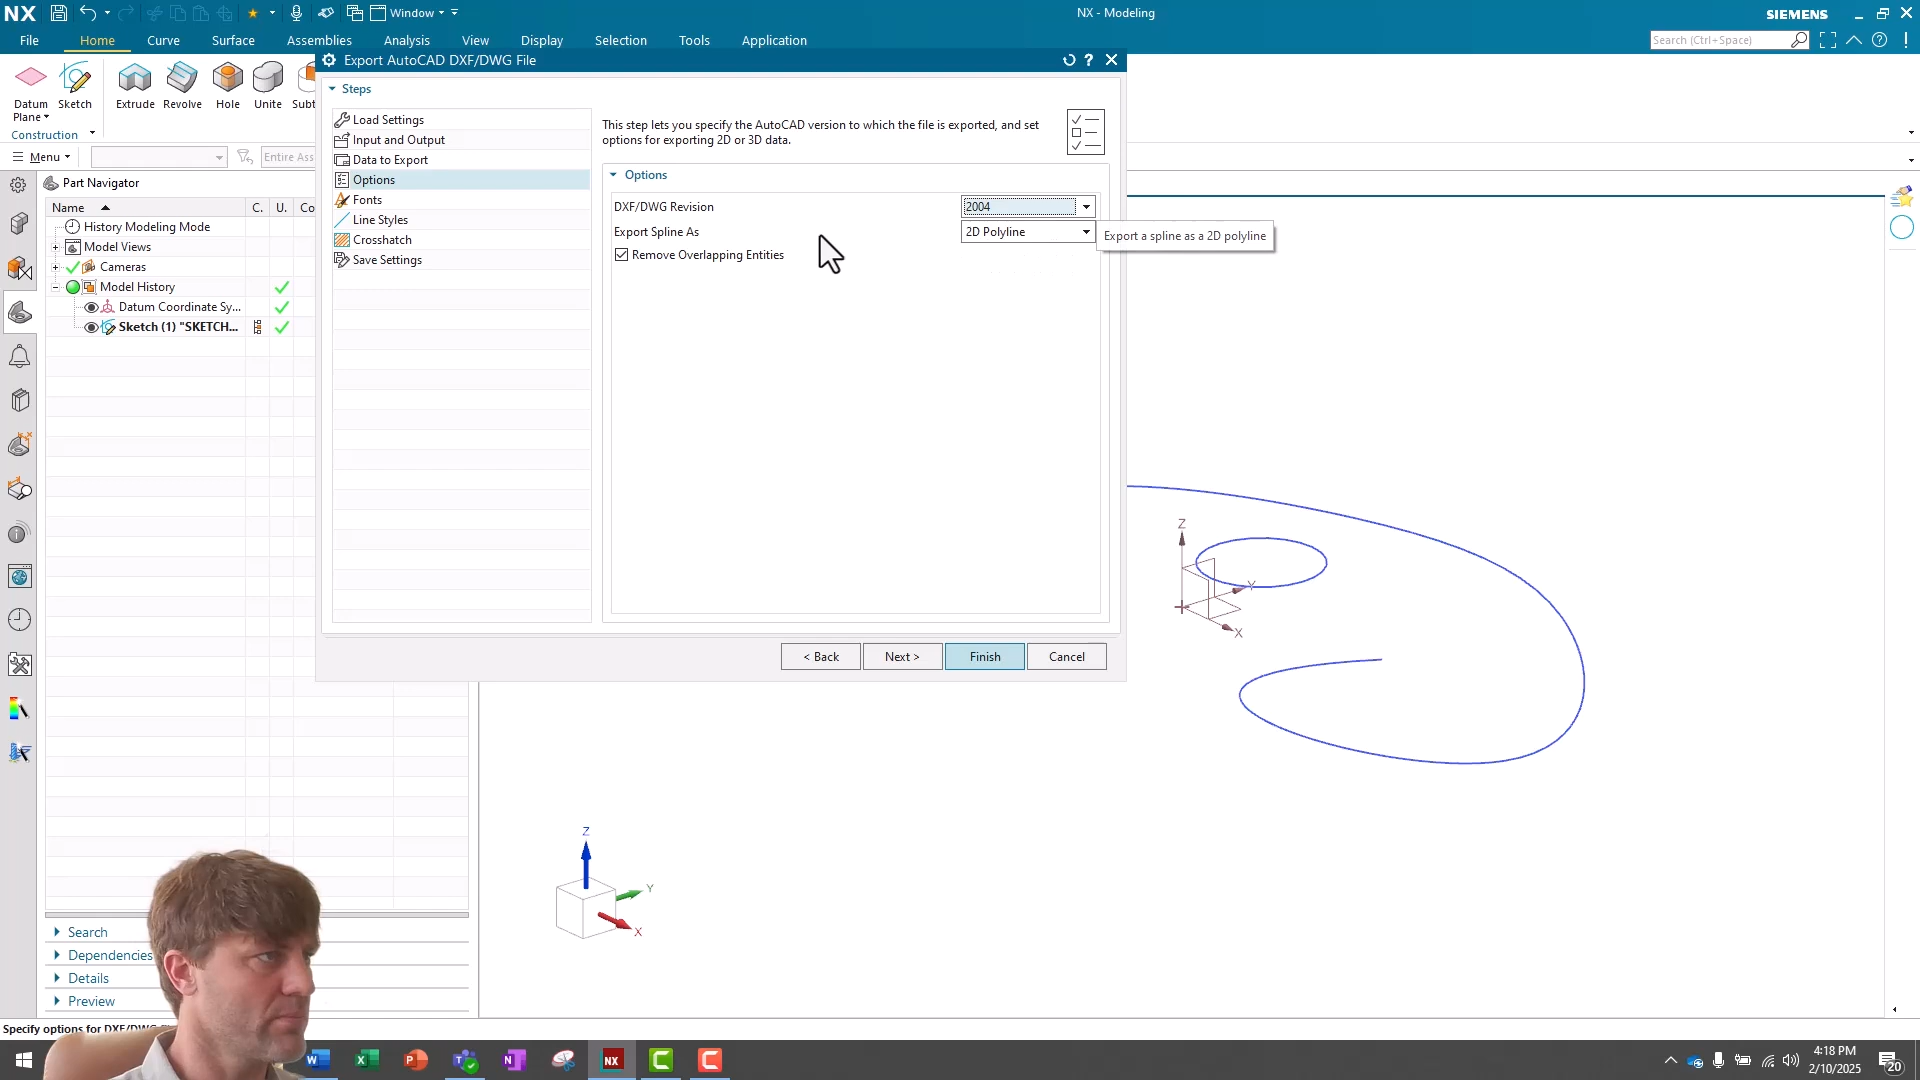 NX
Window
NX - Modeling
SIEMENS
File
Home
Curve
Surface
Assemblies
Analysis
View
Display
Selection
Tools
Application
Search (Ctrl+Space)
Export AutoCAD DXF/DWG File
Datum
Plane
Sketch
Extrude
Revolve
Hole
Unite
Subt
Construction
Menu
Entire Ass
Steps
Load Settings
Input and Output
Data to Export
Options
Fonts
Line Styles
Crosshatch
Save Settings
This step lets you specify the AutoCAD version to which the file is exported, and set
options for exporting 2D or 3D data.
Options
DXF/DWG Revision
2004
Export Spline As
2D Polyline
Export a spline as a 2D polyline
Remove Overlapping Entities
< Back
Next >
Finish
Cancel
Part Navigator
Name
C.
U.
Co
History Modeling Mode
Model Views
Cameras
Model History
Datum Coordinate Sy...
Sketch (1) "SKETCH...
Z
Y
X
Z
Y
X
Search
Dependencies
Details
Preview
Specify options for DXF/DWG
NX
4:18 PM
2/10/2025
20